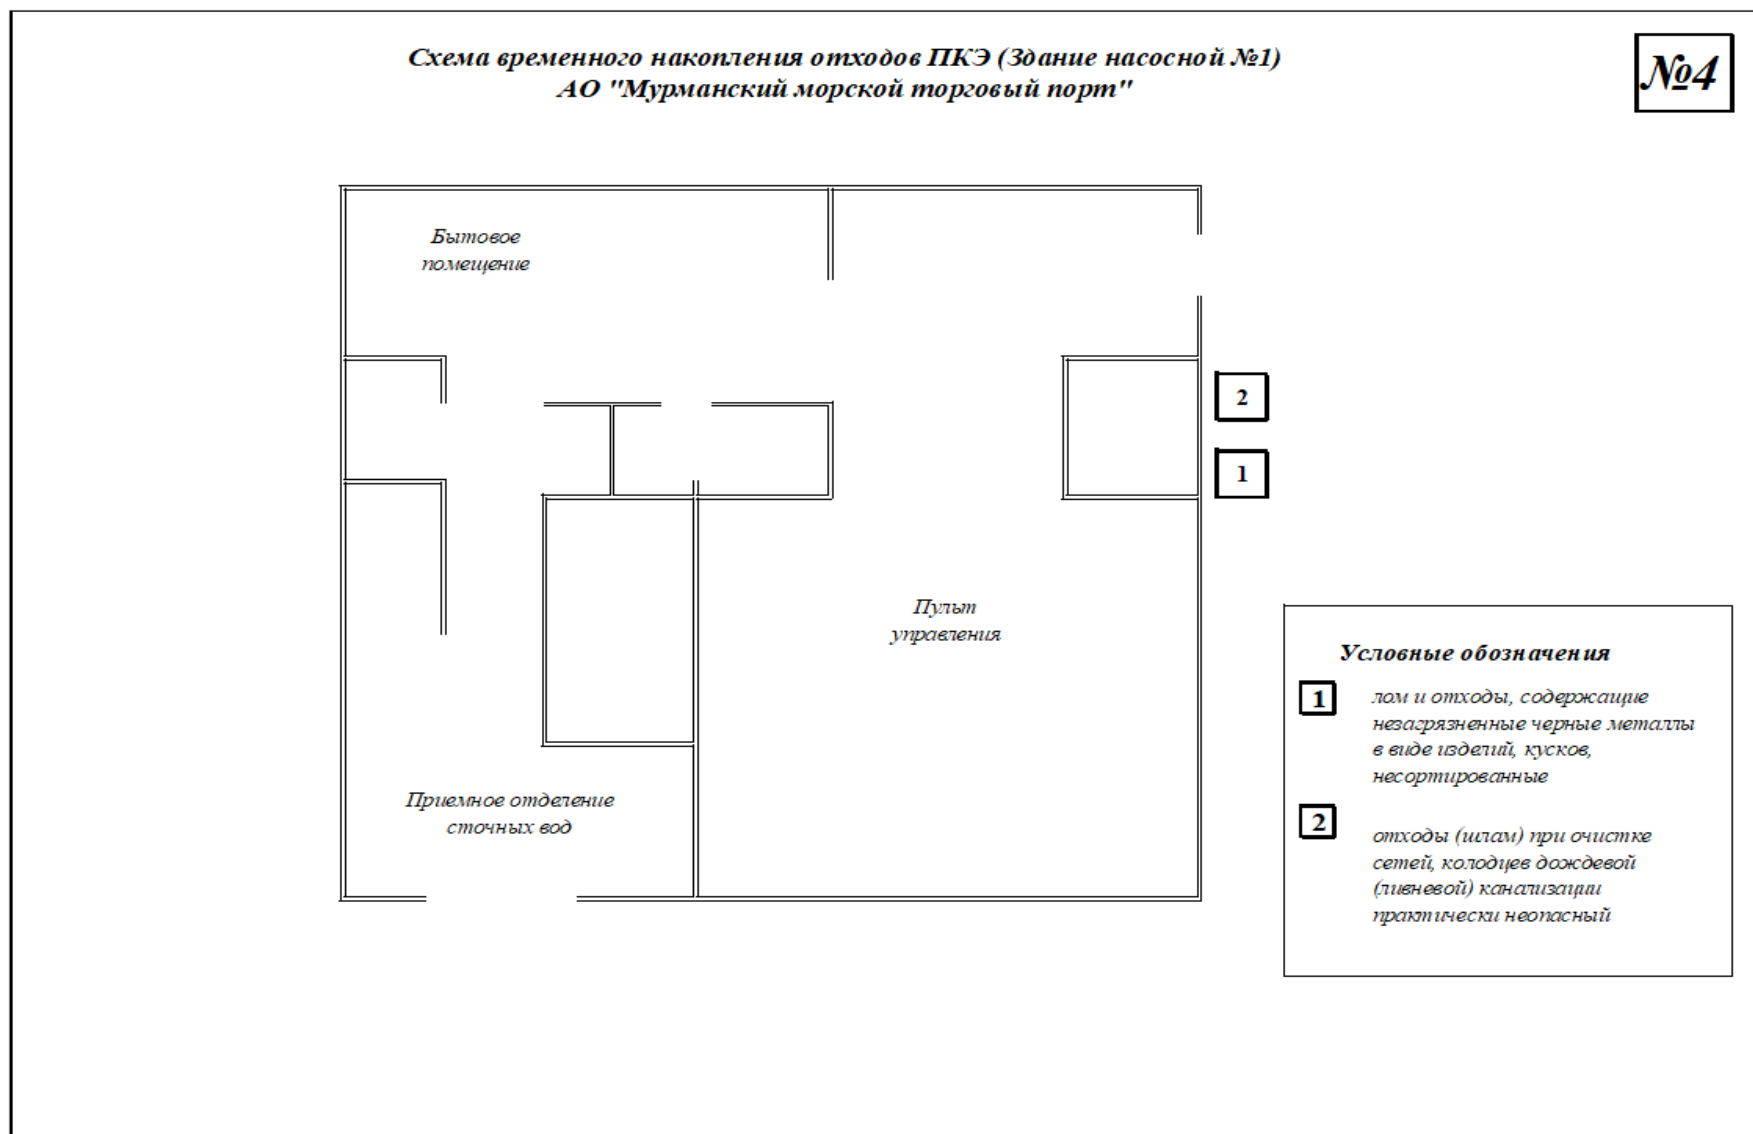 Схема временного накопления отходов ПКЭ (Здание насосной №1)
АО "Мурманский морской торговый порт"
№4
Бытовое
помещение
2
1
Пульт
управления
Приемное отделение
сточных вод
Условные обозначения
1
лом и отходы, содержащие
незагрязненные черные металлы
в виде изделий, кусков,
несортированные
2
отходы (шлам) при очистке
сетей, колодцев дождевой
(ливневой) канализации
практически неопасный